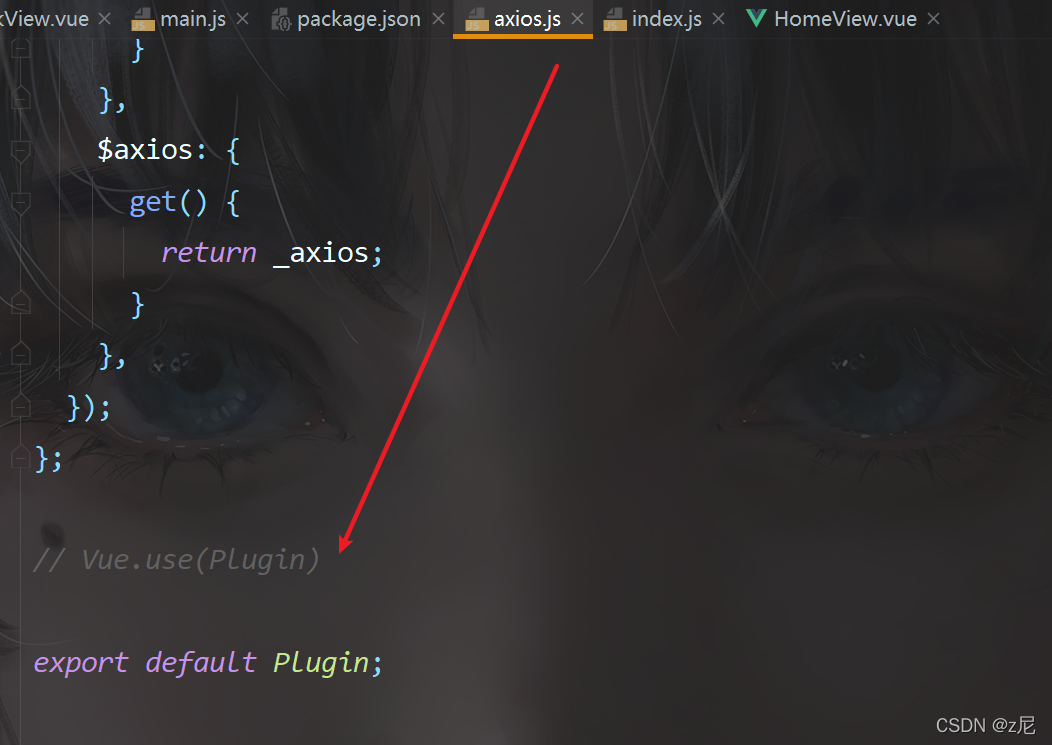 kView.vue × main.js × package.json × axios.js × index.js × HomeView.vue ×
}
},
$axios: {
get() {
return _axios;
}
},
});
};
// Vue.use(Plugin)
export default Plugin;
CSDN @z尼